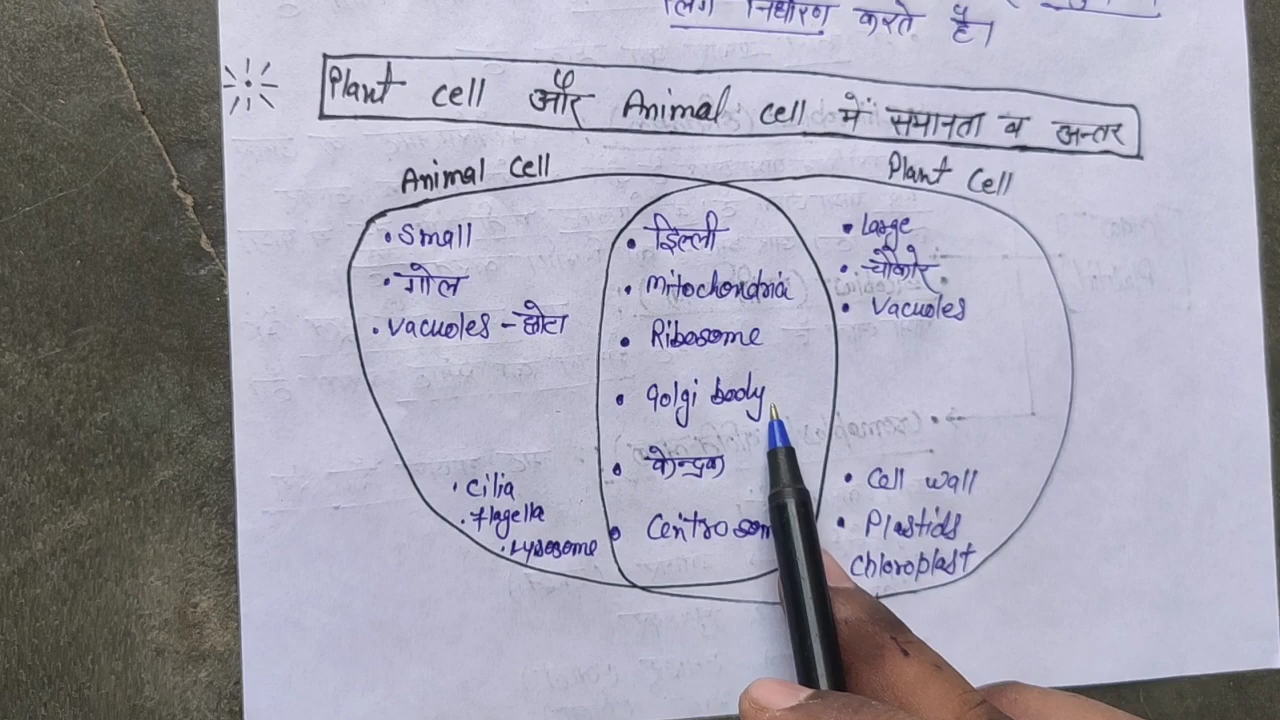 लिंग निर्धारण करते है।
Plant cell और Animal cell में समानता व अन्तर
Animal Cell
Plant Cell
• Small
• गोल
• Vacuoles - छोटा
• Cilia
• Flagella
• Lysosome
• झिल्ली
• Mitochondria
• Ribosome
• Golgi body
• केन्द्रक
• Centrosom
• Large
• चौकोर
• Vacuoles
• Cell wall
• Plastids
Chloroplast